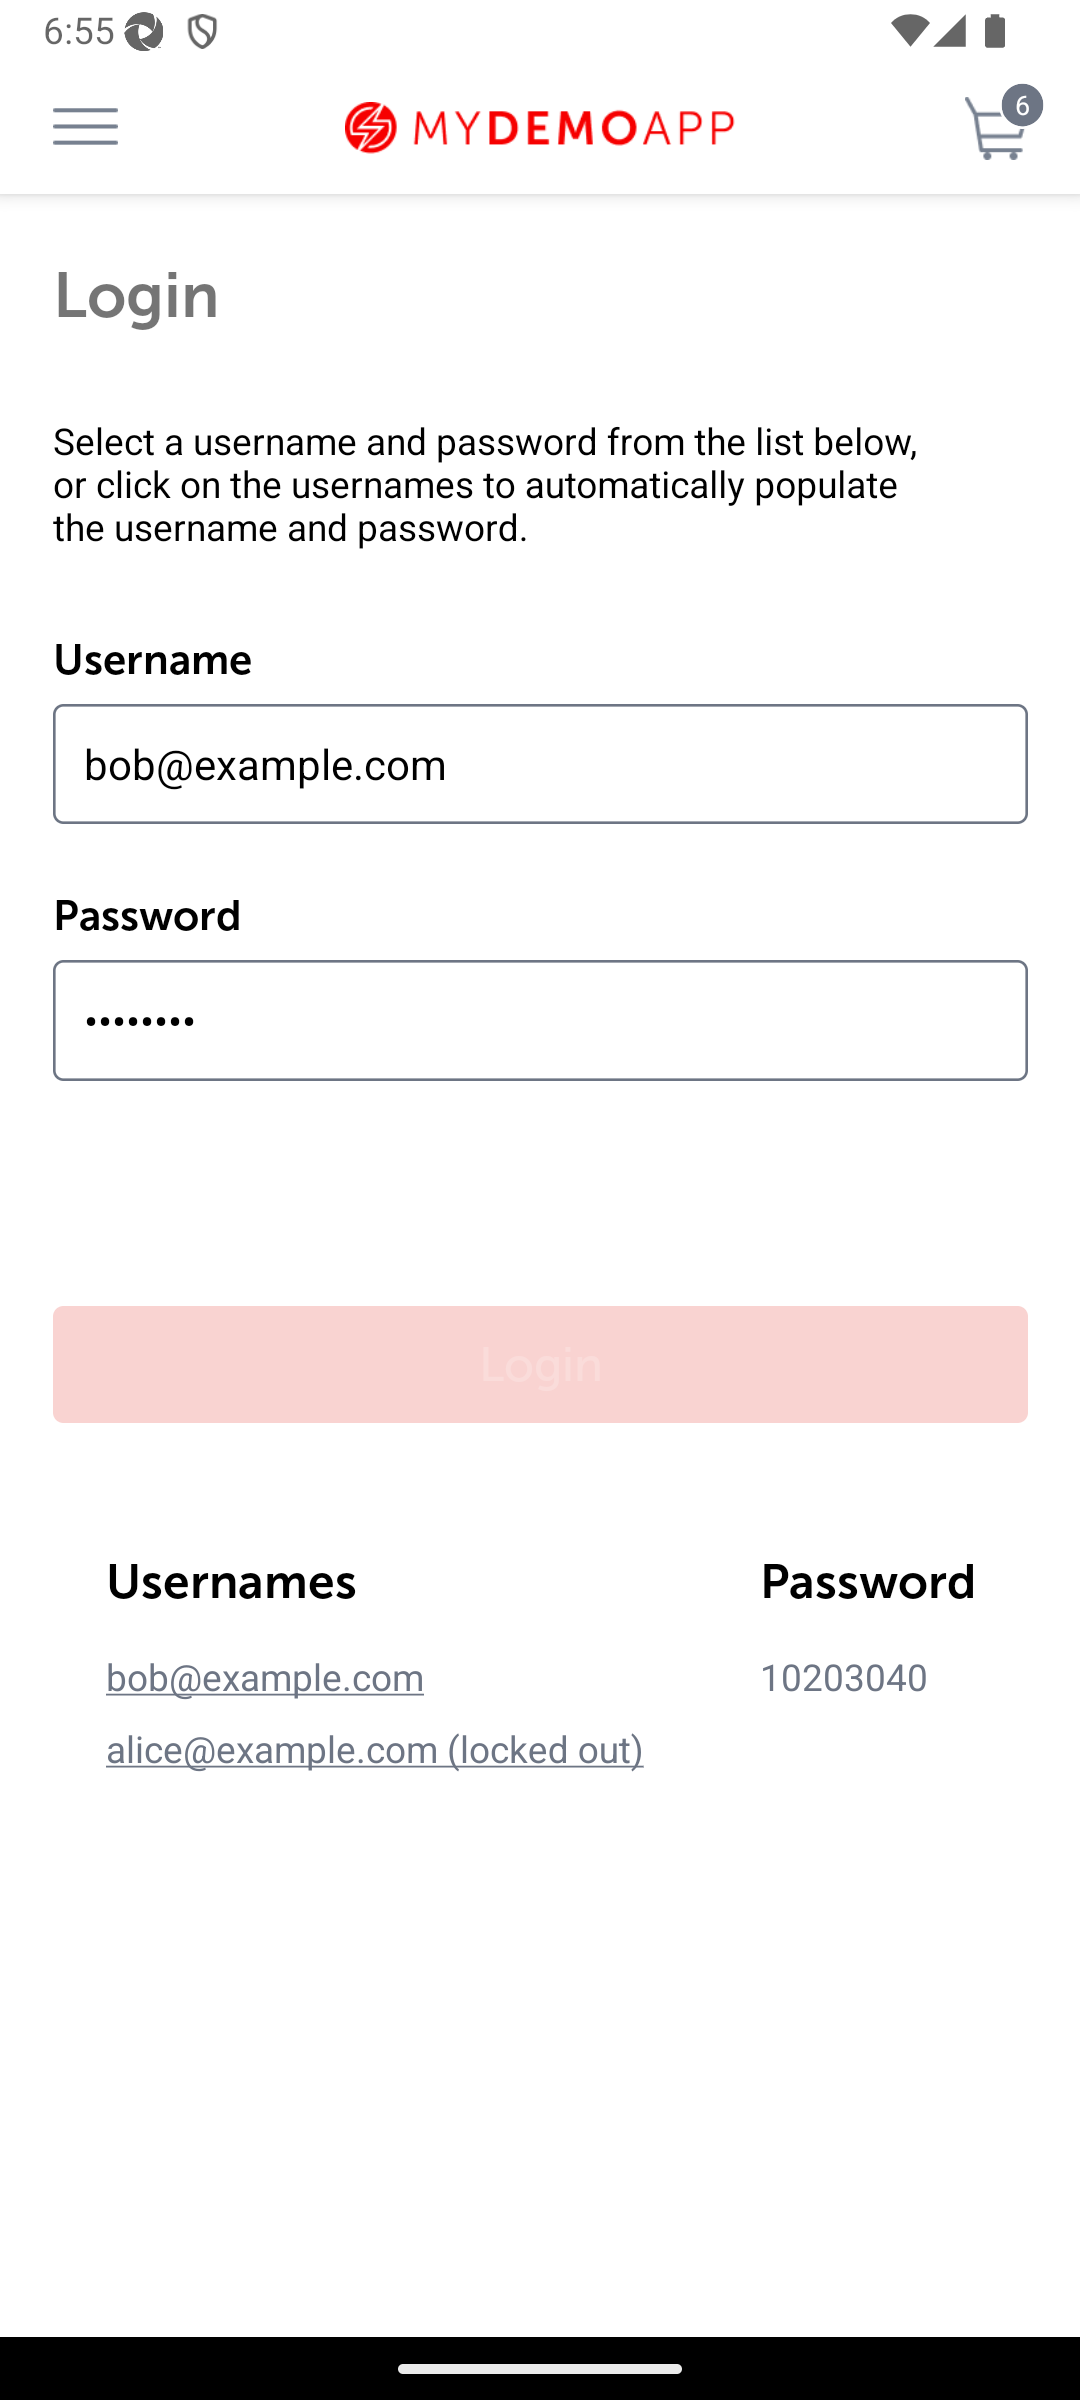 6:55
MYDEMOAPP
6
Login
Select a username and password from the list below,
or click on the usernames to automatically populate
the username and password.
Username
bob@example.com
Password
••••••••
Login
Usernames Password
bob@example.com 10203040
alice@example.com (locked out)